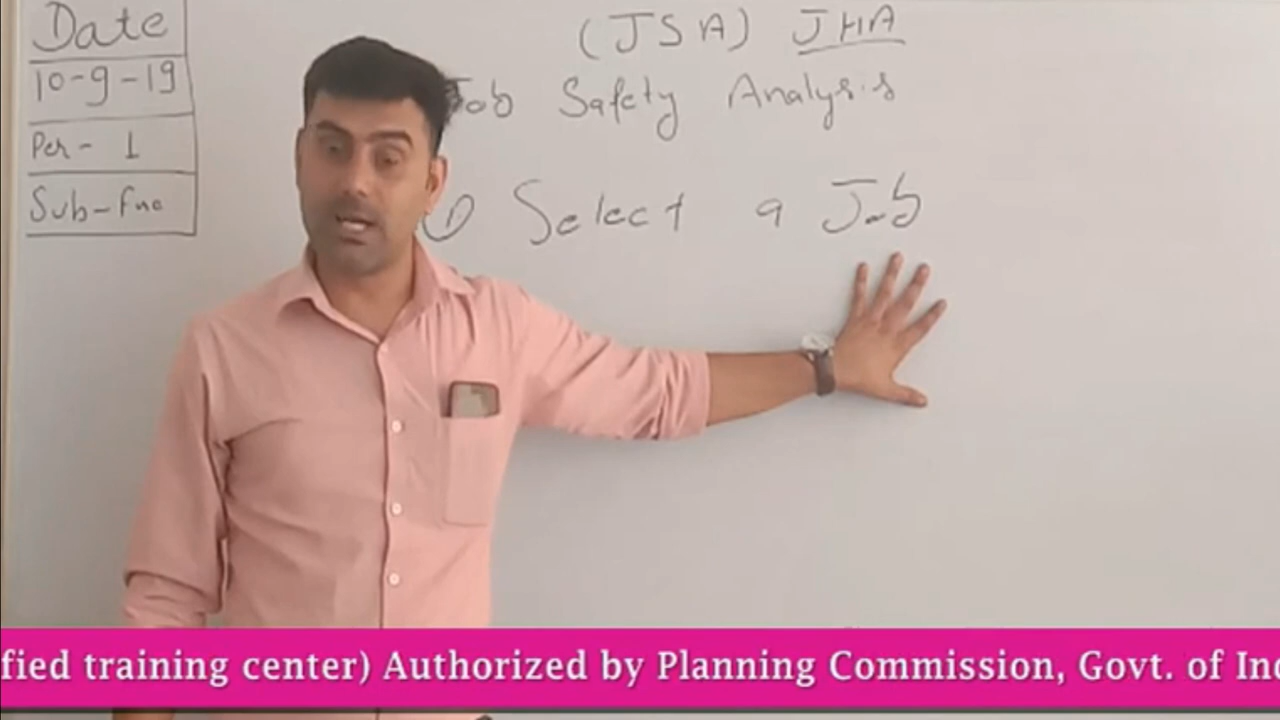 Date
10-9-19
Per- 1
Sub-Fne
(JSA) JHA
Job Safety Analysis
① Select a Job
fied training center) Authorized by Planning Commission, Govt. of Ind